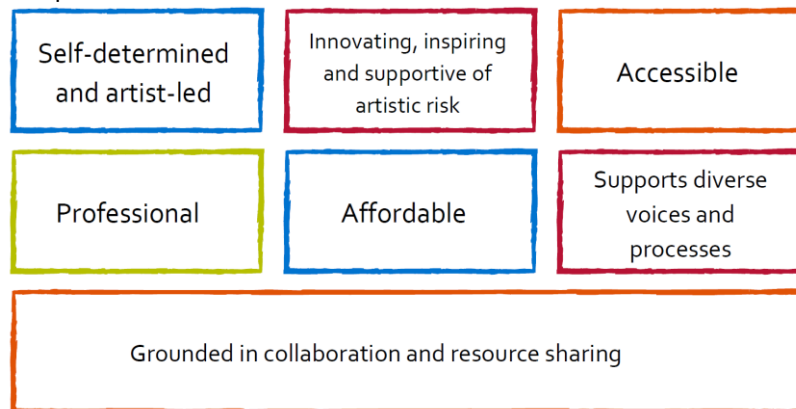 Self-determined
and artist-led
Innovating, inspiring
and supportive of
artistic risk
Accessible
Professional
Affordable
Supports diverse
voices and
processes
Grounded in collaboration and resource sharing